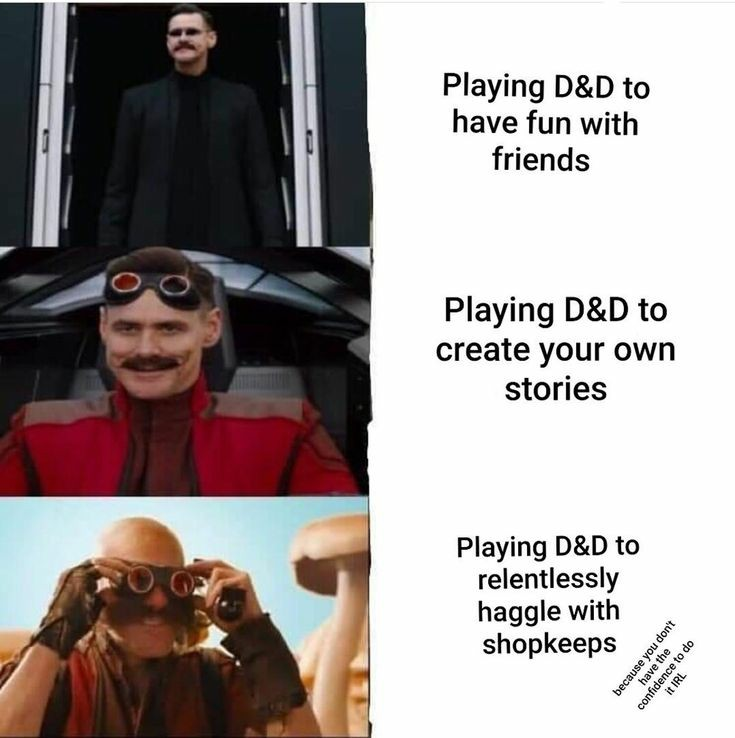 Playing D&D to
have fun with
friends
Playing D&D to
create your own
stories
Playing D&D to
relentlessly
haggle with
shopkeeps
because you don't
have the
confidence to do
it IRL